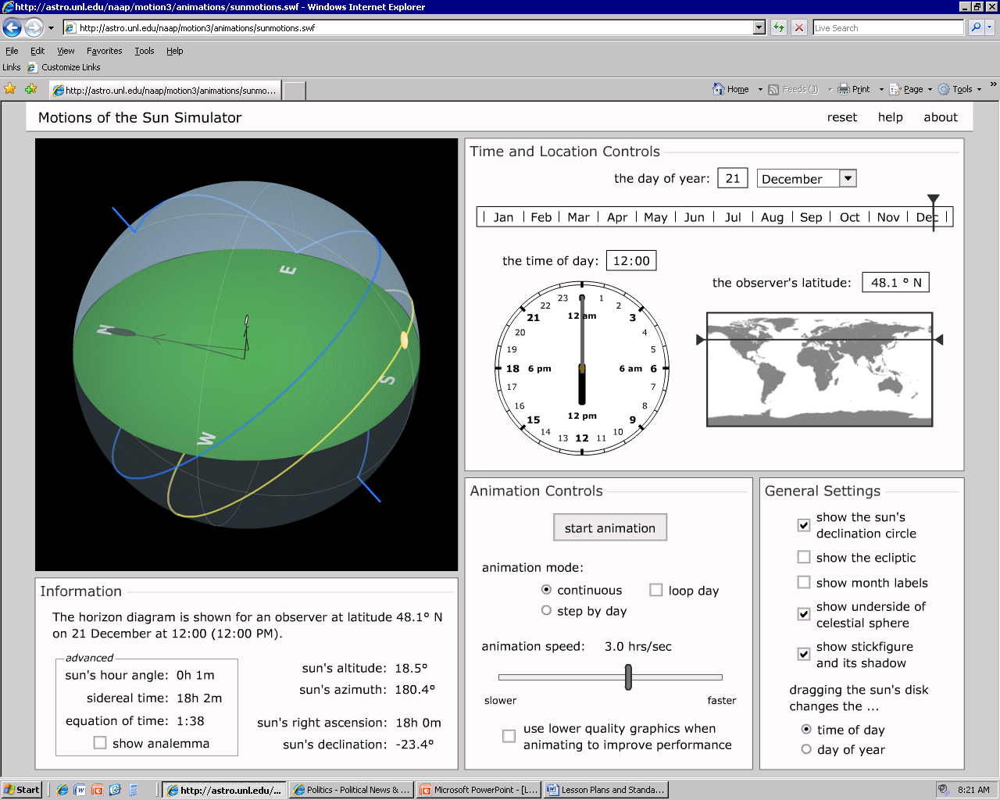 http://astro.unl.edu/naap/motion3/animations/sunmotions.swf - Windows Internet Explorer
http://astro.unl.edu/naap/motion3/animations/sunmotions.swf
Live Search
File Edit View Favorites Tools Help
Links Customize Links
http://astro.unl.edu/naap/motion3/animations/sunmo...
Home Feeds (J) Print Page Tools »
Motions of the Sun Simulator
reset help about
N
E
S
W
Time and Location Controls
the day of year: 21 December
Jan Feb Mar Apr May Jun Jul Aug Sep Oct Nov Dec
the time of day: 12:00
12 am
1
2
3
4
5
6 am 6
7
8
9
10
11
12 pm
12
13
14
15
16
17
18 6 pm
19
20
21
22
23
the observer's latitude: 48.1 ° N
Information
The horizon diagram is shown for an observer at latitude 48.1° N
on 21 December at 12:00 (12:00 PM).
advanced
sun's hour angle: 0h 1m
sidereal time: 18h 2m
equation of time: 1:38
show analemma
sun's altitude: 18.5°
sun's azimuth: 180.4°
sun's right ascension: 18h 0m
sun's declination: -23.4°
Animation Controls
start animation
animation mode:
continuous loop day
step by day
animation speed: 3.0 hrs/sec
slower faster
use lower quality graphics when
animating to improve performance
General Settings
show the sun's
declination circle
show the ecliptic
show month labels
show underside of
celestial sphere
show stickfigure
and its shadow
dragging the sun's disk
changes the ...
time of day
day of year
Start http://astro.unl.edu/... Politics - Political News & ... Microsoft PowerPoint - [L... Lesson Plans and Standa... 8:21 AM